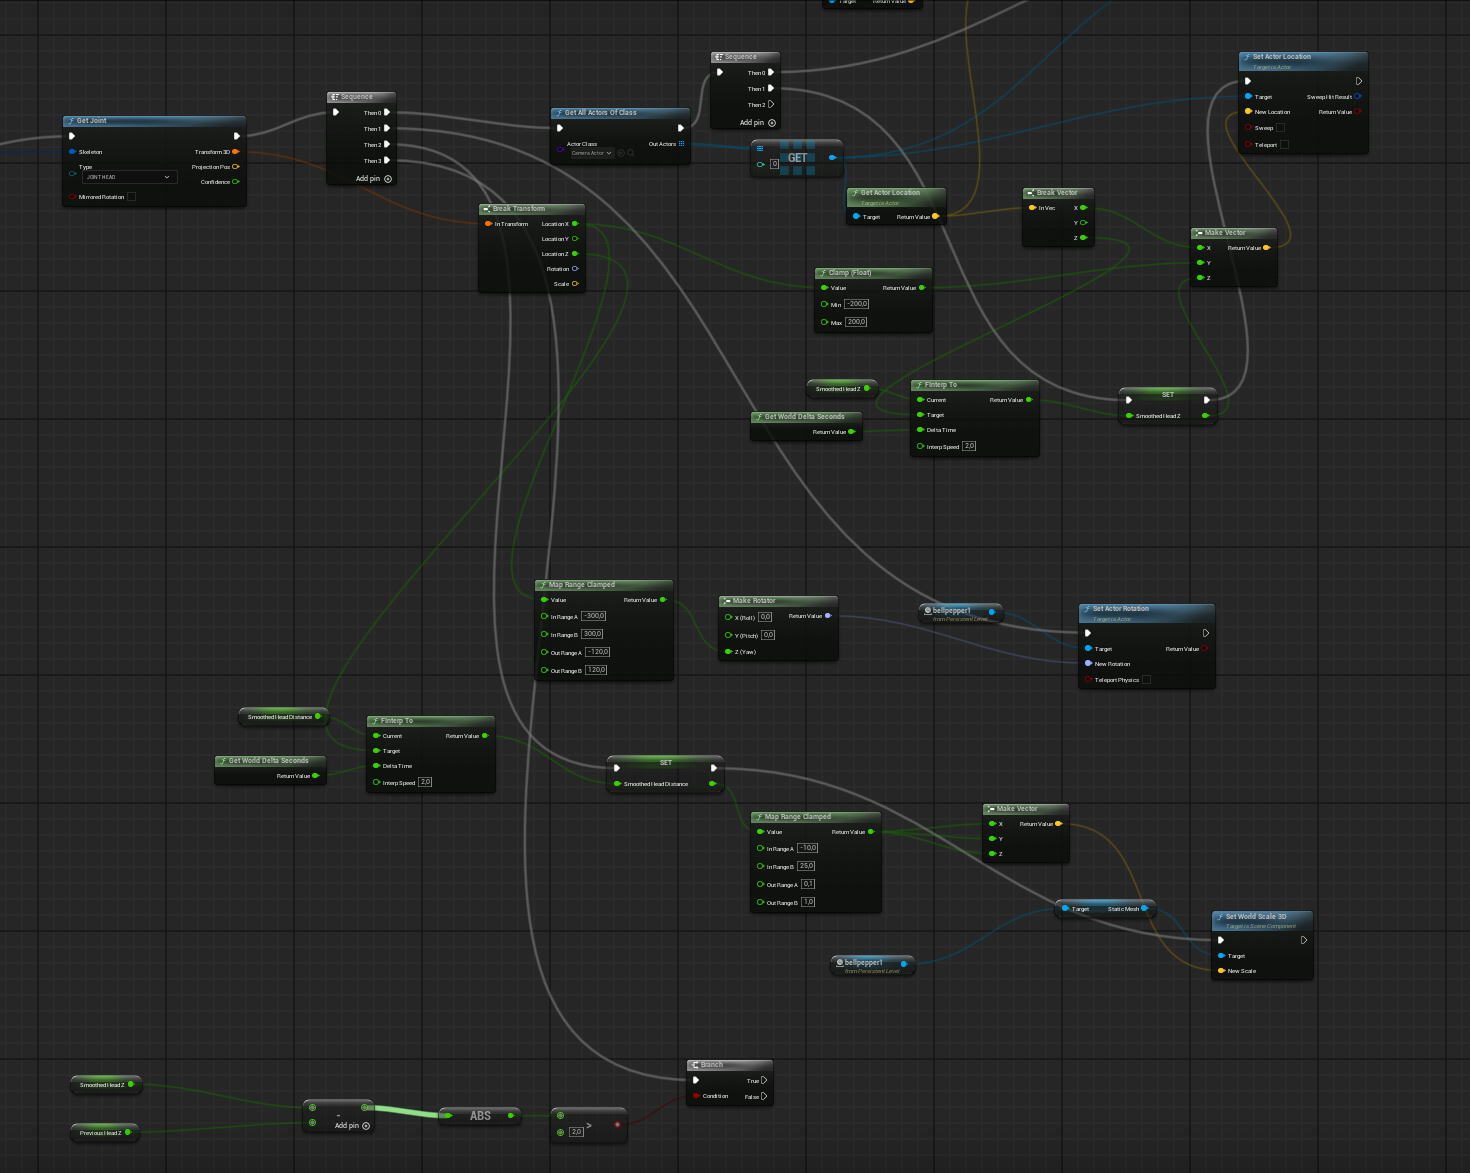 Target Return Value
Sequence
Then 0
Then 1
Then 2
Add pin
Set Actor Location
Target is Actor
Target Sweep Hit Result
New Location Return Value
Sweep
Teleport
Sequence
Then 0
Then 1
Then 2
Then 3
Add pin
Get Joint
Skeleton Transform 3D
Type Projection Pos
JOINT HEAD
Confidence
Mirrored Rotation
Get All Actors Of Class
Actor Class Out Actors
Camera Actor
GET
0
Get Actor Location
Target is Actor
Target Return Value
Break Vector
In Vec X
Y
Z
Break Transform
In Transform Location X
Location Y
Location Z
Rotation
Scale
Make Vector
X Return Value
Y
Z
Clamp (Float)
Value Return Value
Min -200,0
Max 200,0
Smoothed Head Z
FInterp To
Current Return Value
Target
Delta Time
Interp Speed 2,0
Get World Delta Seconds
Return Value
SET
Smoothed Head Z
Map Range Clamped
Value Return Value
In Range A -300,0
In Range B 300,0
Out Range A -120,0
Out Range B 120,0
Make Rotator
X (Roll) 0,0 Return Value
Y (Pitch) 0,0
Z (Yaw)
bellpepper1
from Persistent Level
Set Actor Rotation
Target is Actor
Target Return Value
New Rotation
Teleport Physics
Smoothed Head Distance
FInterp To
Current Return Value
Target
Delta Time
Interp Speed 2,0
Get World Delta Seconds
Return Value
SET
Smoothed Head Distance
Map Range Clamped
Value Return Value
In Range A -10,0
In Range B 25,0
Out Range A 0,1
Out Range B 1,0
Make Vector
X Return Value
Y
Z
Target Static Mesh
Set World Scale 3D
Target is Scene Component
Target
New Scale
bellpepper1
from Persistent Level
Branch
True
Condition False
Smoothed Head Z
Previous Head Z
-
Add pin
ABS
>
2,0